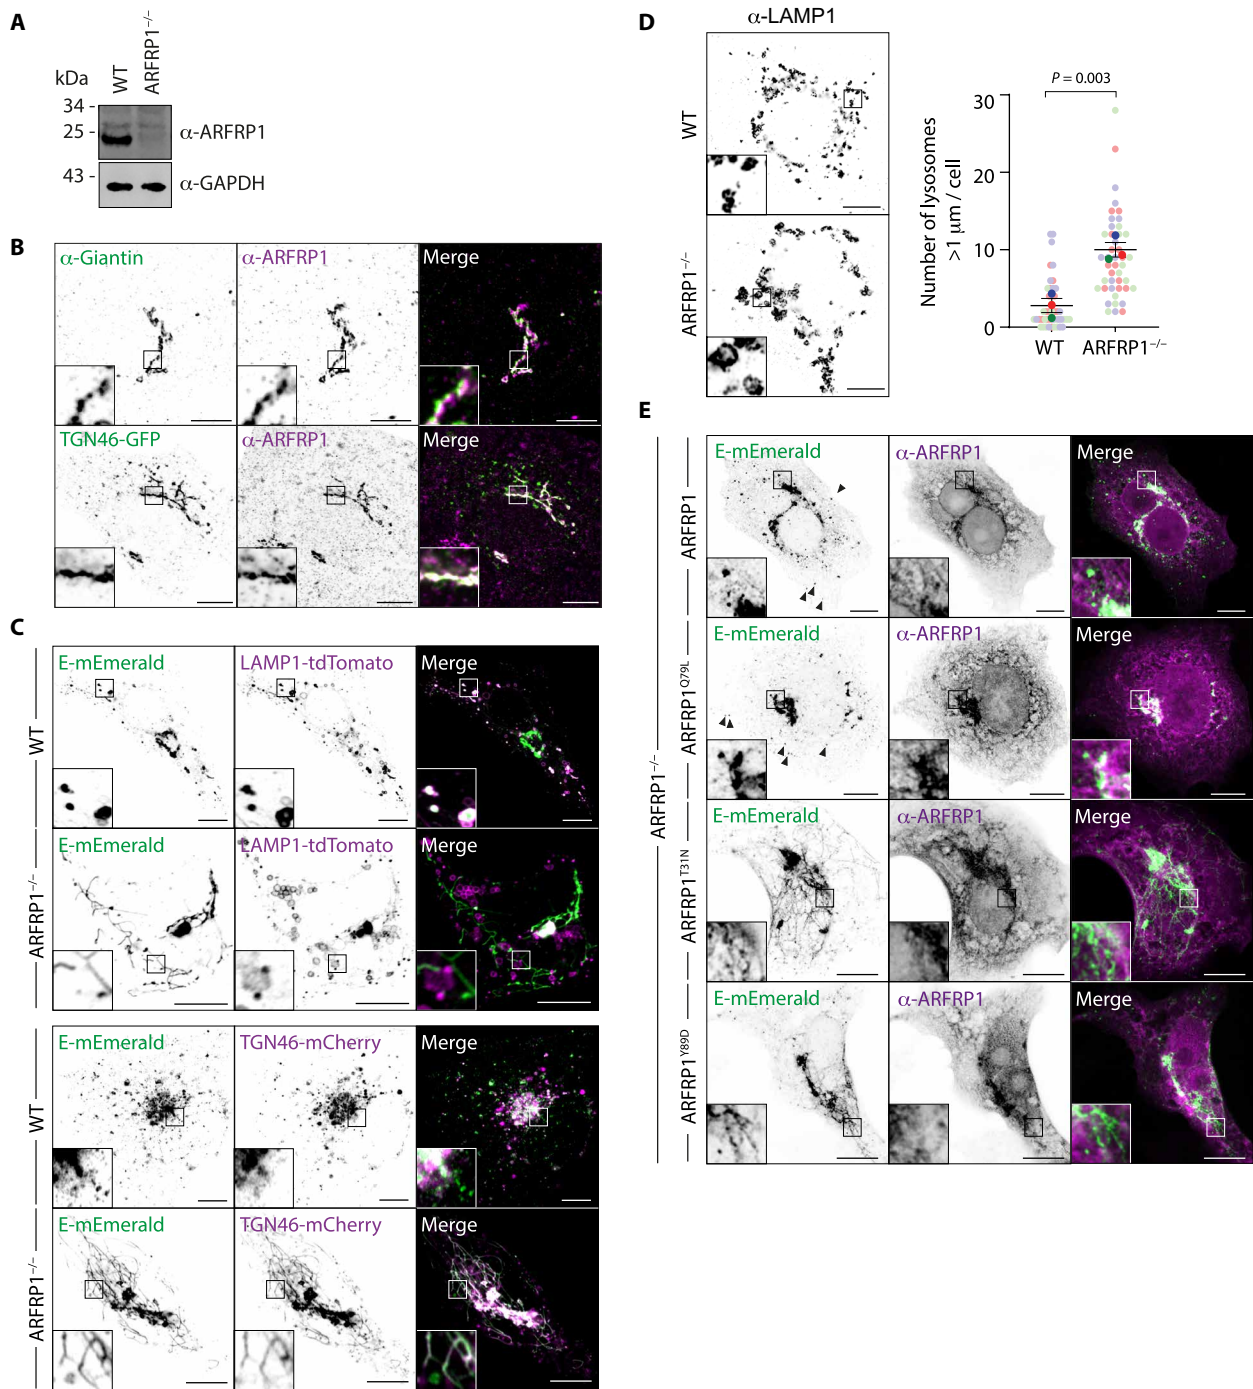 A
kDa
WT
ARFRP1⁻/⁻
34 -
25 -
α-ARFRP1
43 -
α-GAPDH
B
α-Giantin
α-ARFRP1
Merge
TGN46-GFP
α-ARFRP1
Merge
C
WT
E-mEmerald
LAMP1-tdTomato
Merge
ARFRP1⁻/⁻
E-mEmerald
LAMP1-tdTomato
Merge
WT
E-mEmerald
TGN46-mCherry
Merge
ARFRP1⁻/⁻
E-mEmerald
TGN46-mCherry
Merge
D
α-LAMP1
WT
ARFRP1⁻/⁻
P = 0.003
Number of lysosomes
>1 μm / cell
30
20
10
0
WT
ARFRP1⁻/⁻
E
ARFRP1⁻/⁻
ARFRP1
E-mEmerald
α-ARFRP1
Merge
ARFRP1Q79L
E-mEmerald
α-ARFRP1
Merge
ARFRP1T31N
E-mEmerald
α-ARFRP1
Merge
ARFRP1Y89D
E-mEmerald
α-ARFRP1
Merge